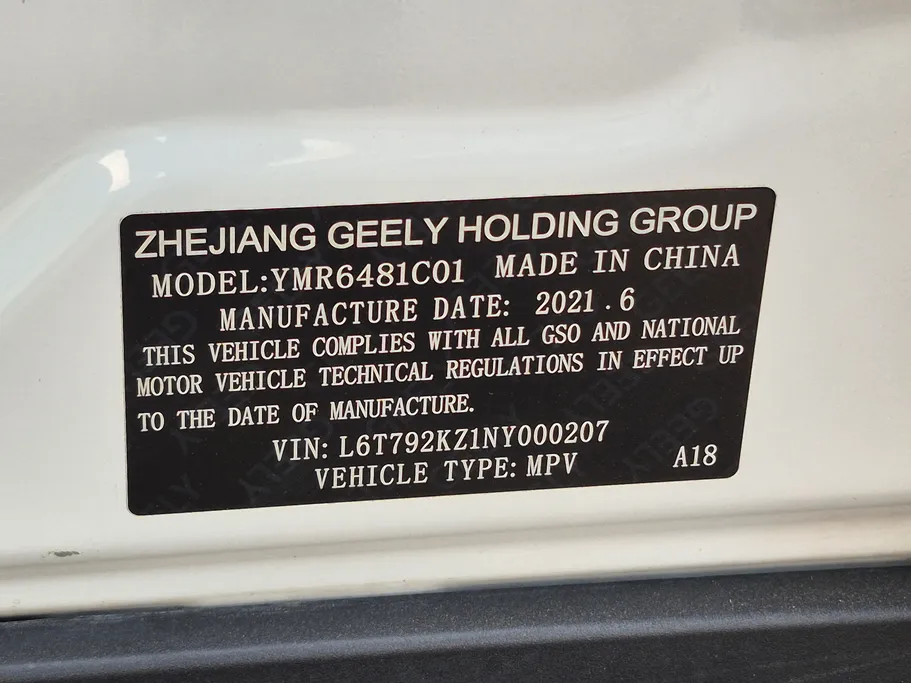 ZHEJIANG GEELY HOLDING GROUP
MODEL:YMR6481C01 MADE IN CHINA
MANUFACTURE DATE: 2021.6
THIS VEHICLE COMPLIES WITH ALL GSO AND NATIONAL
MOTOR VEHICLE TECHNICAL REGULATIONS IN EFFECT UP
TO THE DATE OF MANUFACTURE.
VIN: L6T792KZ1NY000207
VEHICLE TYPE: MPV A18